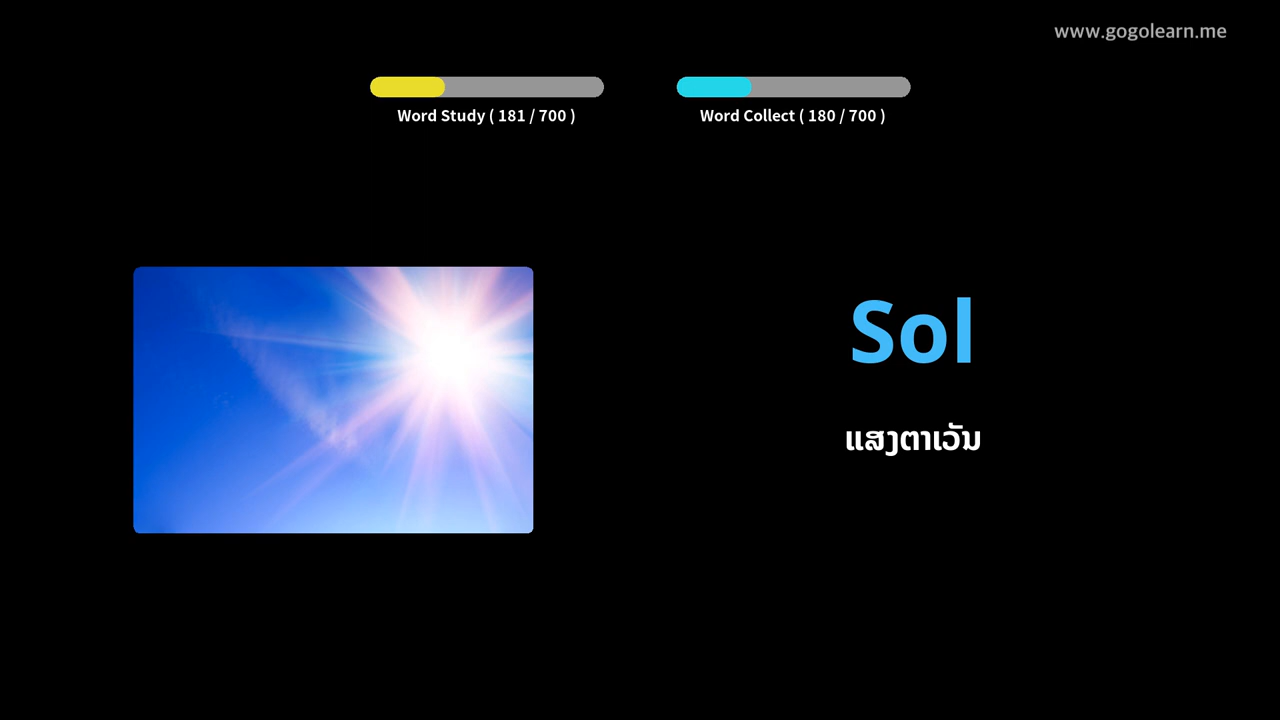 www.gogolearn.me
Word Study ( 181 / 700 )
Word Collect ( 180 / 700 )
Sol
ແສງຕາເວັນ